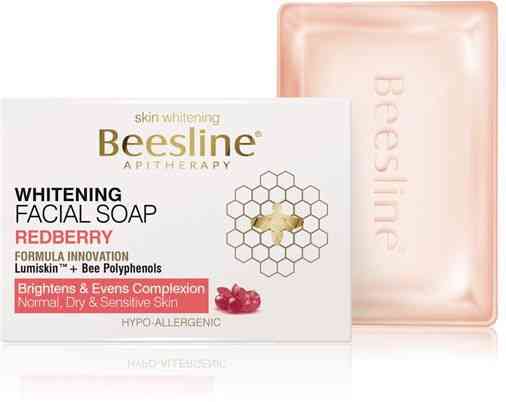 skin whitening
Beesline®
APITHERAPY
WHITENING
FACIAL SOAP
REDBERRY
FORMULA INNOVATION
Lumiskin™ + Bee Polyphenols
Brightens & Evens Complexion
Normal, Dry & Sensitive Skin
HYPO-ALLERGENIC
Beesline